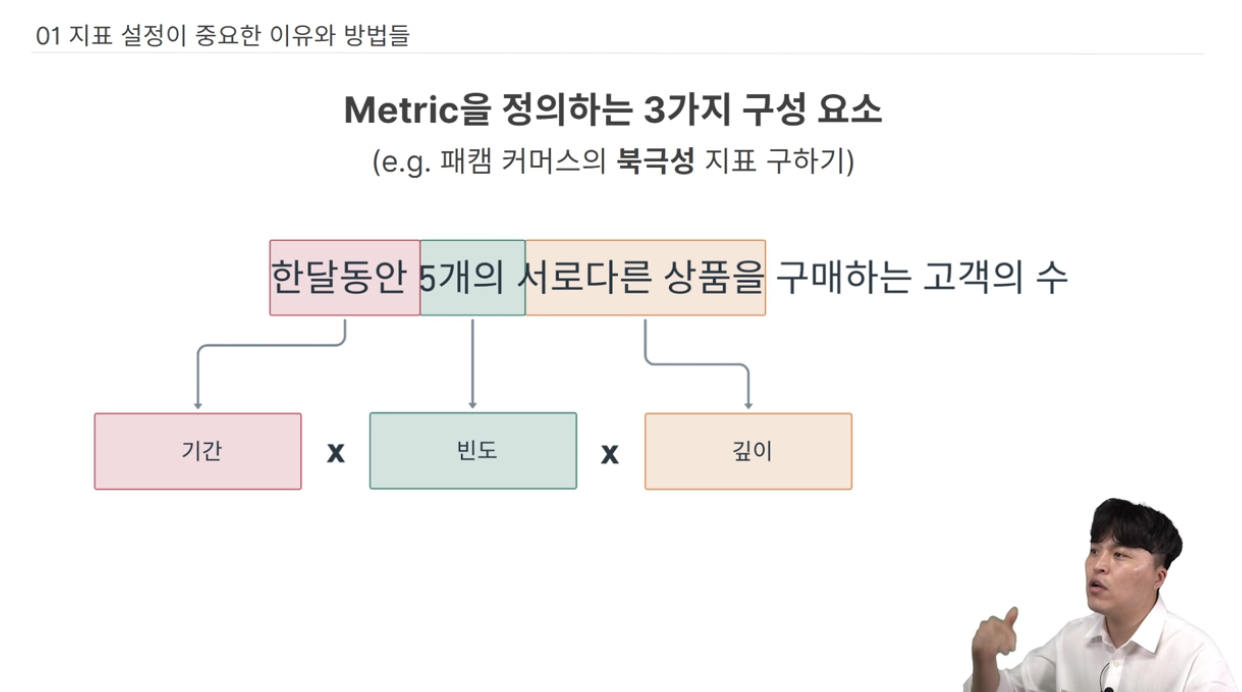 01 지표 설정이 중요한 이유와 방법들
Metric을 정의하는 3가지 구성 요소
(e.g. 패캠 커머스의 북극성 지표 구하기)
한달동안 5개의 서로다른 상품을 구매하는 고객의 수
기간 x 빈도 x 깊이